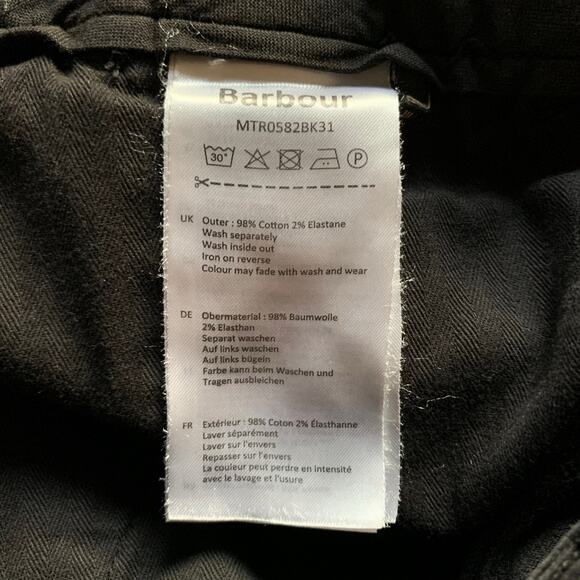 Barbour
MTR0582BK31
30°
P
UK Outer : 98% Cotton 2% Elastane
Wash separately
Wash inside out
Iron on reverse
Colour may fade with wash and wear
DE Obermaterial : 98% Baumwolle
2% Elasthan
Separat waschen
Auf links waschen
Auf links bügeln
Farbe kann beim Waschen und
Tragen ausbleichen
FR Extérieur : 98% Coton 2% Élasthanne
Laver séparément
Laver sur l'envers
Repasser sur l'envers
La couleur peut perdre en intensité
avec le lavage et l'usure